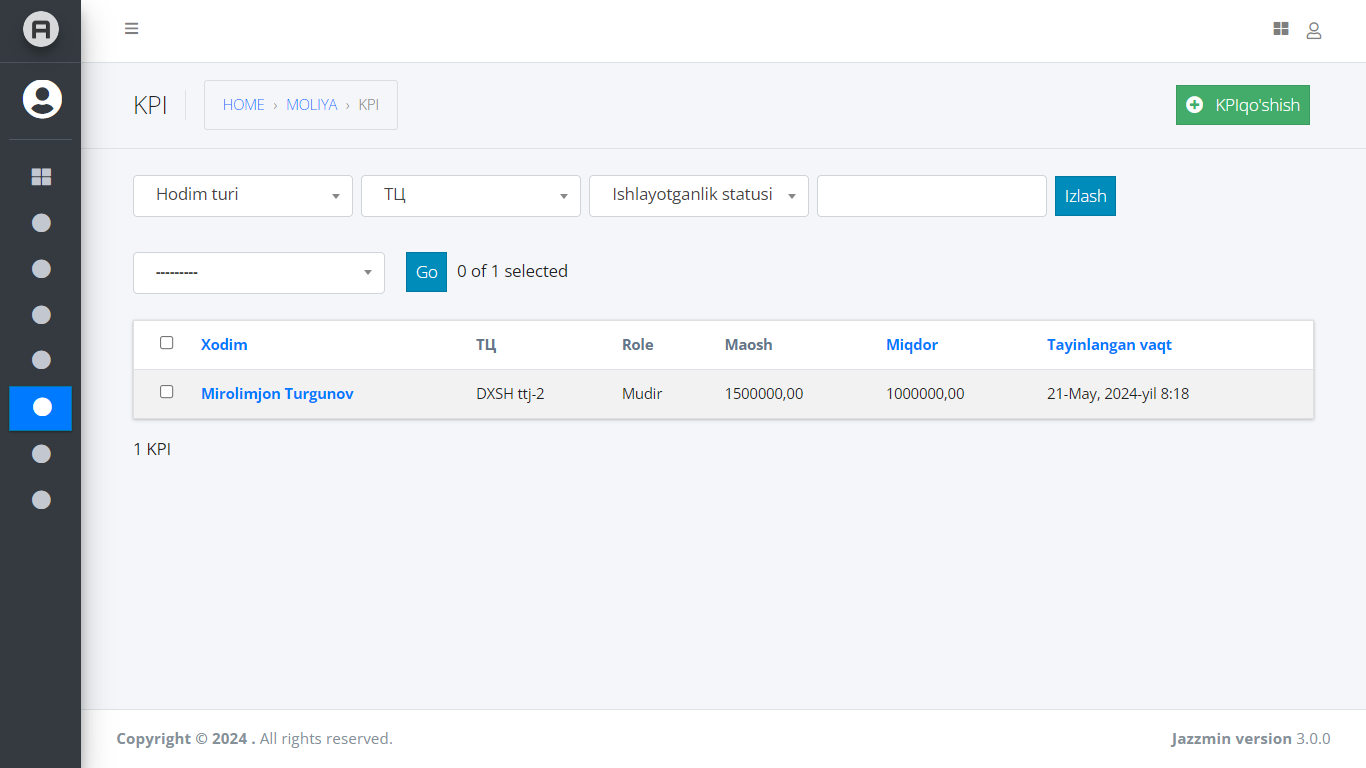 KPI
HOME › MOLIYA › KPI
KPIqo'shish
Hodim turi
ТЦ
Ishlayotganlik statusi
Izlash
---------
Go
0 of 1 selected
Xodim ТЦ Role Maosh Miqdor Tayinlangan vaqt
Mirolimjon Turgunov DXSH ttj-2 Mudir 1500000,00 1000000,00 21-May, 2024-yil 8:18
1 KPI
Copyright © 2024 . All rights reserved.
Jazzmin version 3.0.0